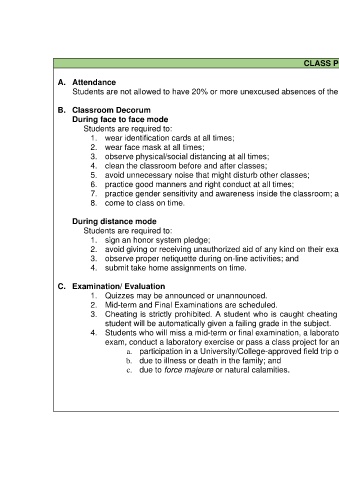 CLASS P
A. Attendance
Students are not allowed to have 20% or more unexcused absences of the
B. Classroom Decorum
During face to face mode
Students are required to:
1. wear identification cards at all times;
2. wear face mask at all times;
3. observe physical/social distancing at all times;
4. clean the classroom before and after classes;
5. avoid unnecessary noise that might disturb other classes;
6. practice good manners and right conduct at all times;
7. practice gender sensitivity and awareness inside the classroom; a
8. come to class on time.
During distance mode
Students are required to:
1. sign an honor system pledge;
2. avoid giving or receiving unauthorized aid of any kind on their exa
3. observe proper netiquette during on-line activities; and
4. submit take home assignments on time.
C. Examination/ Evaluation
1. Quizzes may be announced or unannounced.
2. Mid-term and Final Examinations are scheduled.
3. Cheating is strictly prohibited. A student who is caught cheating
student will be automatically given a failing grade in the subject.
4. Students who will miss a mid-term or final examination, a laborato
exam, conduct a laboratory exercise or pass a class project for an
a. participation in a University/College-approved field trip o
b. due to illness or death in the family; and
c. due to force majeure or natural calamities.